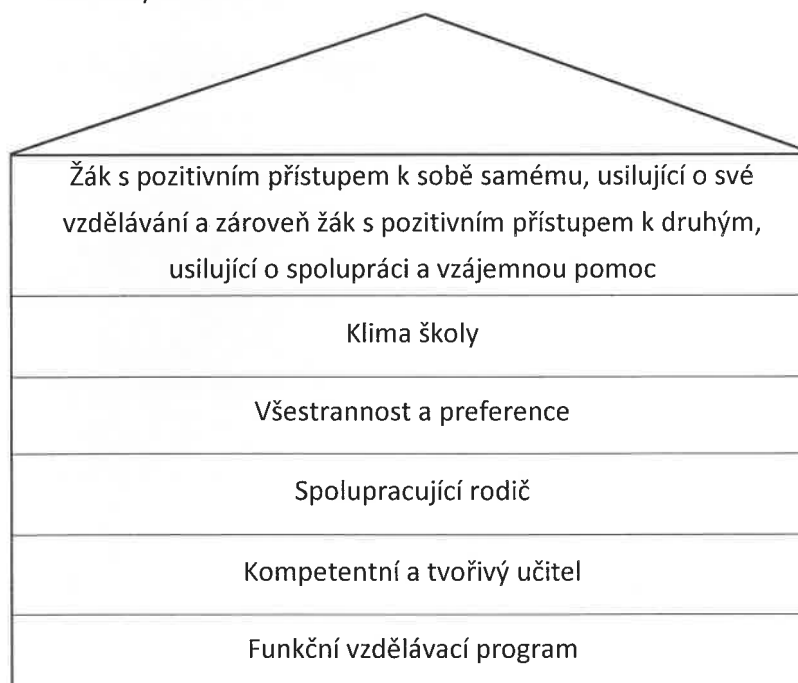 Žák s pozitivním přístupem k sobě samému, usilující o své
vzdělávání a zároveň žák s pozitivním přístupem k druhým,
usilující o spolupráci a vzájemnou pomoc
Klima školy
Všestrannost a preference
Spolupracující rodič
Kompetentní a tvořivý učitel
Funkční vzdělávací program